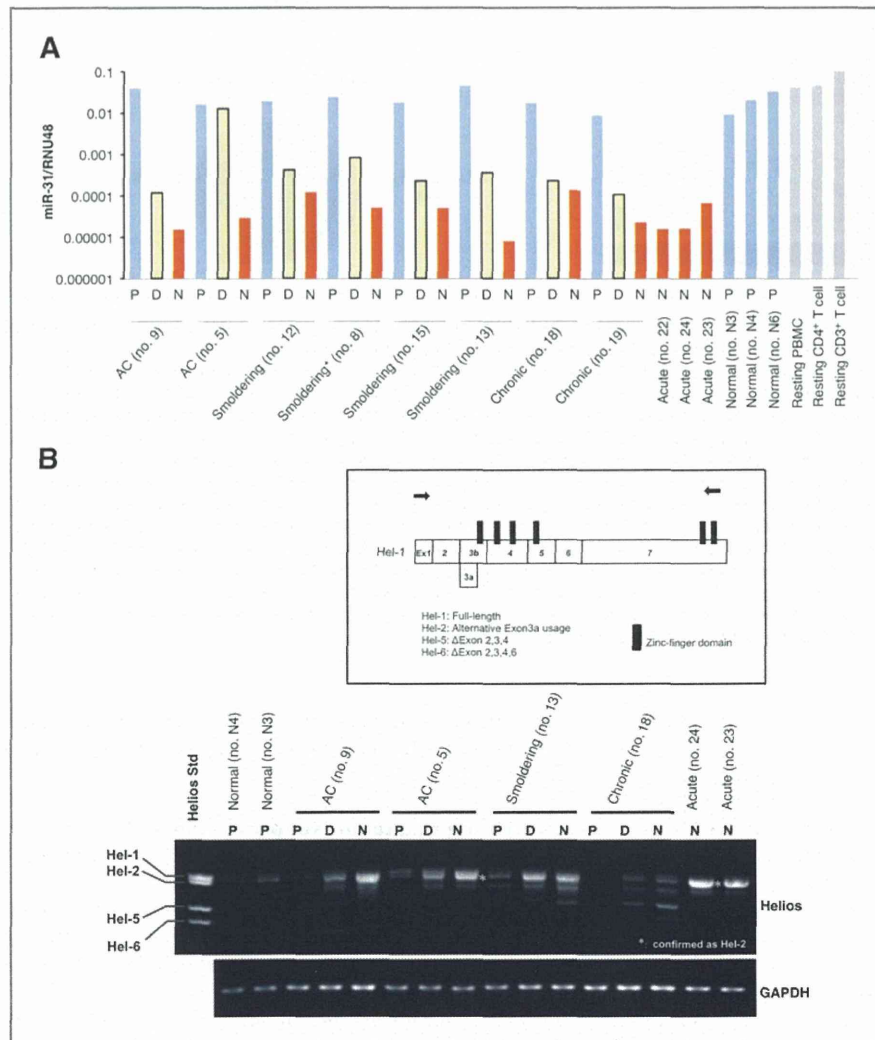 A
0.1
0.01
0.001
0.0001
0.00001
0.000001
miR-31/RNU48
P D N P D N P D N P D N P D N P D N P D N P D N N N N P P P
AC (no. 9)
AC (no. 5)
Smoldering (no. 12)
Smoldering* (no. 8)
Smoldering (no. 15)
Smoldering (no. 13)
Chronic (no. 18)
Chronic (no. 19)
Acute (no. 22)
Acute (no. 24)
Acute (no. 23)
Normal (no. N3)
Normal (no. N4)
Normal (no. N6)
Resting PBMC
Resting CD4+ T cell
Resting CD3+ T cell
B
Hel-1
Ex1 2 3b 4 5 6 7
3a
Hel-1: Full-length
Hel-2: Alternative Exon3a usage
Hel-5: ΔExon 2,3,4
Hel-6: ΔExon 2,3,4,6
Zinc-finger domain
Helios Std
Normal (no. N4)
Normal (no. N3)
AC (no. 9)
AC (no. 5)
Smoldering (no. 13)
Chronic (no. 18)
Acute (no. 24)
Acute (no. 23)
P P P D N P D N P D N P D N N N
Hel-1
Hel-2
Hel-5
Hel-6
* *
Helios
* : confirmed as Hel-2
GAPDH